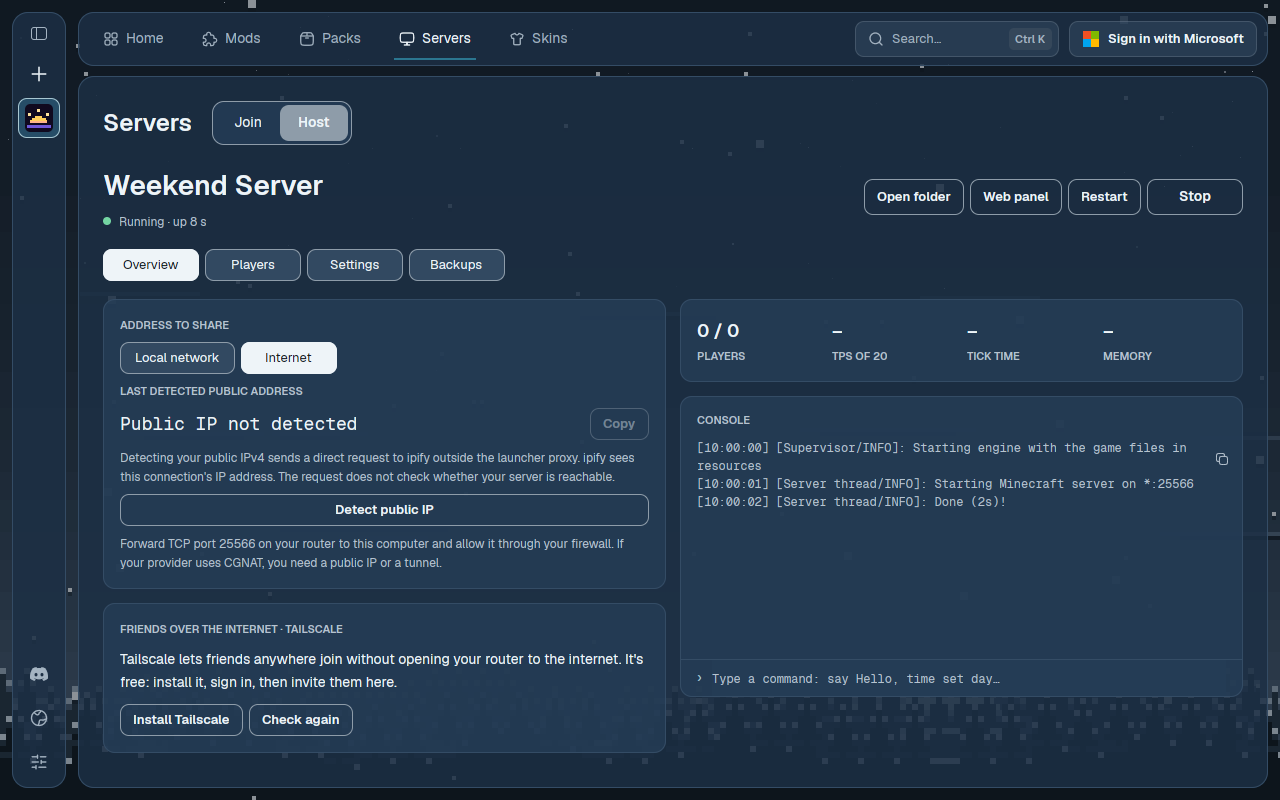 Home
Mods
Packs
Servers
Skins
Search...
Ctrl K
Sign in with Microsoft
Servers
Join
Host
Weekend Server
Running · up 8 s
Open folder
Web panel
Restart
Stop
Overview
Players
Settings
Backups
ADDRESS TO SHARE
Local network
Internet
LAST DETECTED PUBLIC ADDRESS
Public IP not detected
Copy
Detecting your public IPv4 sends a direct request to ipify outside the launcher proxy. ipify sees
this connection's IP address. The request does not check whether your server is reachable.
Detect public IP
Forward TCP port 25566 on your router to this computer and allow it through your firewall. If
your provider uses CGNAT, you need a public IP or a tunnel.
FRIENDS OVER THE INTERNET · TAILSCALE
Tailscale lets friends anywhere join without opening your router to the internet. It's
free: install it, sign in, then invite them here.
Install Tailscale
Check again
0 / 0
PLAYERS
–
TPS OF 20
–
TICK TIME
–
MEMORY
CONSOLE
[10:00:00] [Supervisor/INFO]: Starting engine with the game files in
resources
[10:00:01] [Server thread/INFO]: Starting Minecraft server on *:25566
[10:00:02] [Server thread/INFO]: Done (2s)!
› Type a command: say Hello, time set day…